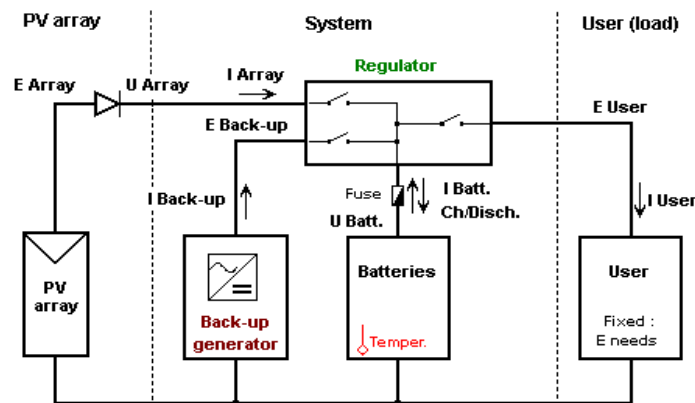 PV array
System
User (load)
I Array
Regulator
E Array
U Array
E User
E Back-up
I Back-up
Fuse
I Batt.
Ch/Disch.
U Batt.
I User
PV
array
Back-up
generator
Batteries
Temper.
User
Fixed :
E needs